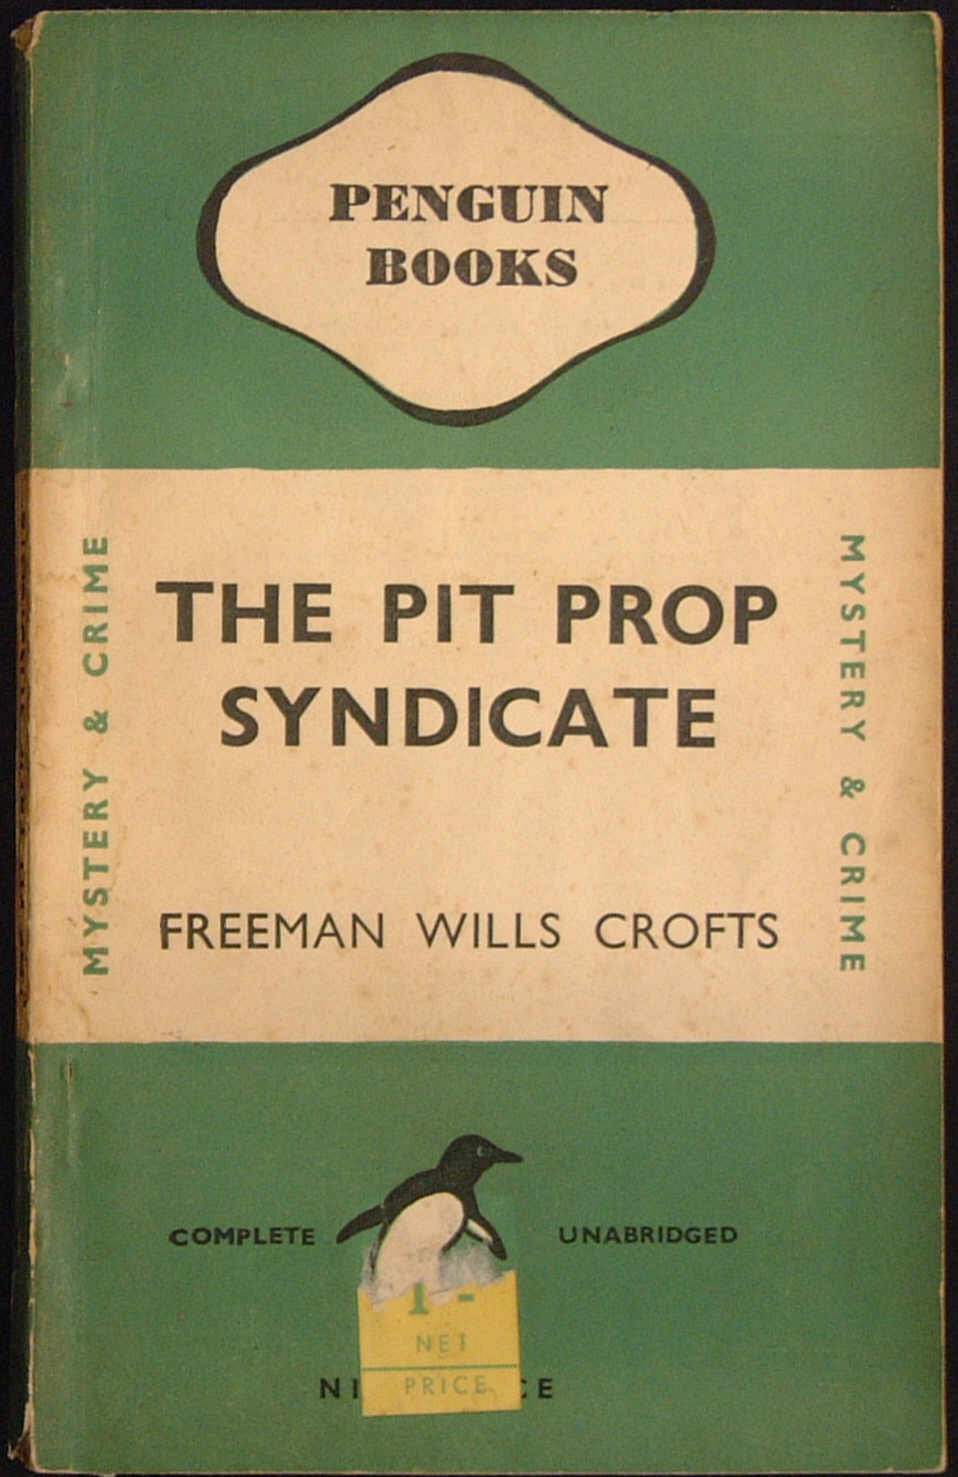 PENGUIN
BOOKS
MYSTERY & CRIME
THE PIT PROP
SYNDICATE
FREEMAN WILLS CROFTS
MYSTERY & CRIME
COMPLETE
UNABRIDGED
1 -
NET
PRICE